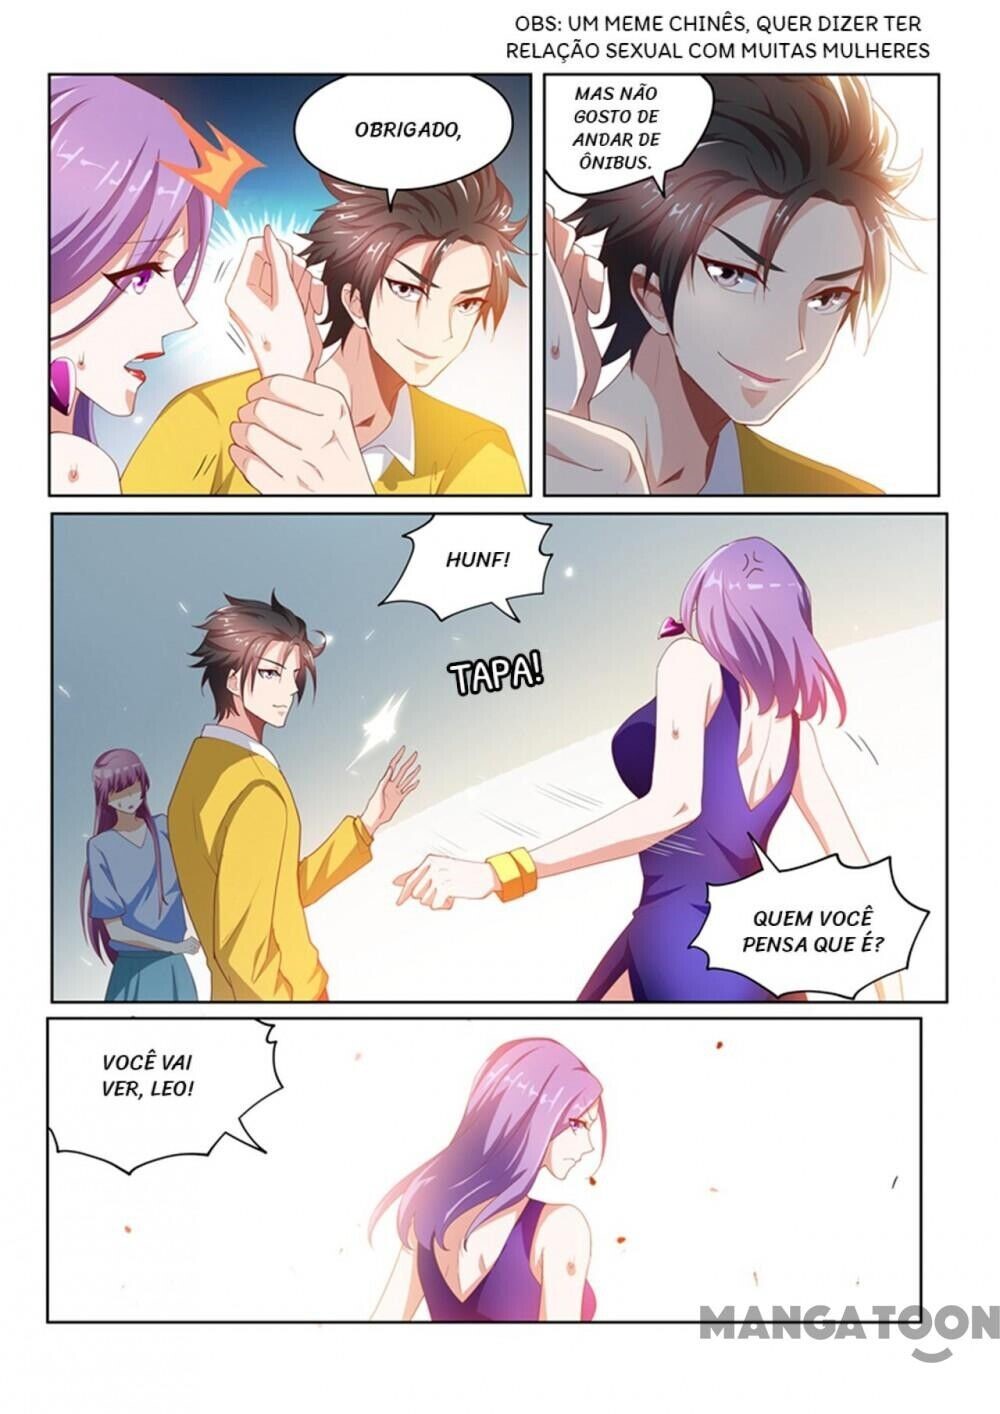 OBS: UM MEME CHINÊS, QUER DIZER TER
RELAÇÃO SEXUAL COM MUITAS MULHERES
OBRIGADO,
MAS NÃO
GOSTO DE
ANDAR DE
ÔNIBUS.
HUNF!
TAPA!
QUEM VOCÊ
PENSA QUE É?
VOCÊ VAI
VER, LEO!
MANGATOON